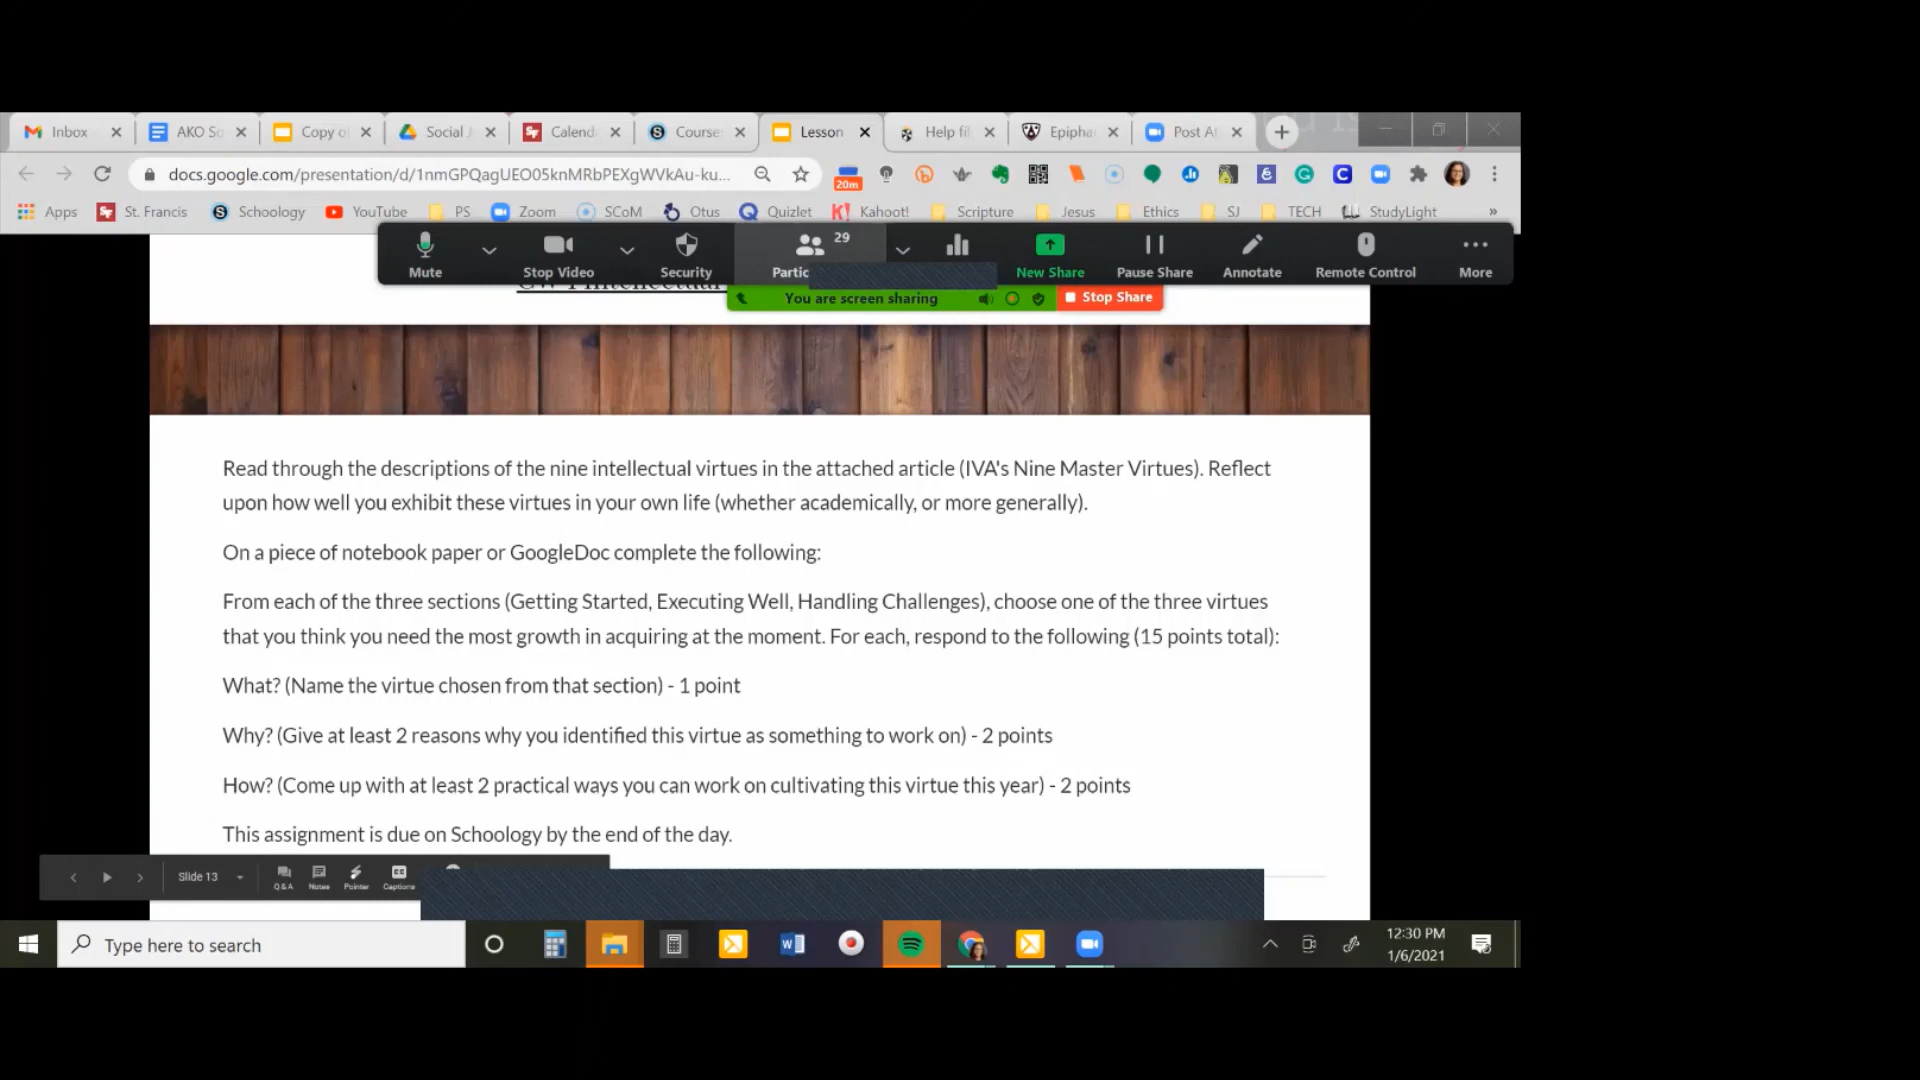 Inbox
AKO So
Copy o
Social J
Calend
Course
Lesson
Help fil
Epipha
Post At
docs.google.com/presentation/d/1nmGPQagUEO05knMRbPEXgWVkAu-ku...
20m
Apps
St. Francis
Schoology
YouTube
PS
Zoom
SCoM
Otus
Quizlet
Kahoot!
Scripture
Jesus
Ethics
SJ
TECH
StudyLight
»
29
Mute
Stop Video
Security
Partic
New Share
Pause Share
Annotate
Remote Control
More
You are screen sharing
Stop Share
Read through the descriptions of the nine intellectual virtues in the attached article (IVA's Nine Master Virtues). Reflect
upon how well you exhibit these virtues in your own life (whether academically, or more generally).
On a piece of notebook paper or GoogleDoc complete the following:
From each of the three sections (Getting Started, Executing Well, Handling Challenges), choose one of the three virtues
that you think you need the most growth in acquiring at the moment. For each, respond to the following (15 points total):
What? (Name the virtue chosen from that section) - 1 point
Why? (Give at least 2 reasons why you identified this virtue as something to work on) - 2 points
How? (Come up with at least 2 practical ways you can work on cultivating this virtue this year) - 2 points
This assignment is due on Schoology by the end of the day.
Slide 13
Q&A
Notes
Pointer
Captions
Type here to search
12:30 PM
1/6/2021